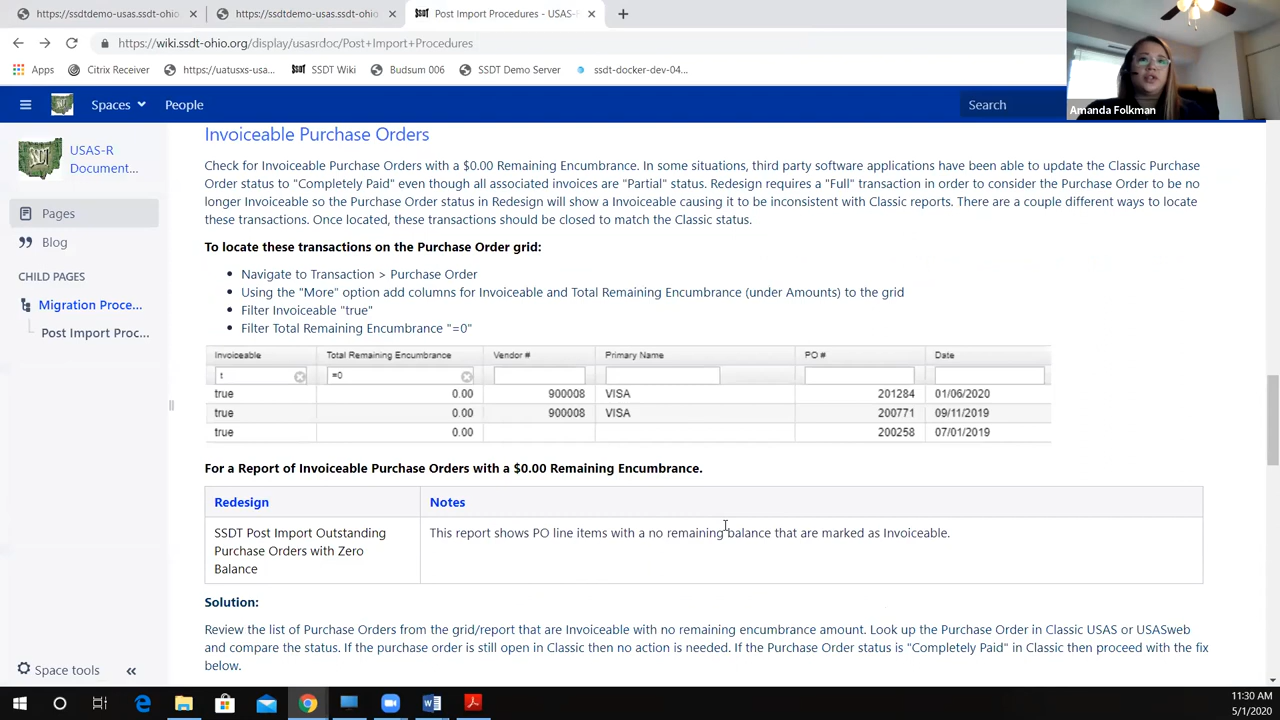 https://ssdtdemo-usas.ssdt-ohio
https://ssdtdemo-usas.ssdt-ohio
SSDT
Post Import Procedures - USAS-R
https://wiki.ssdt-ohio.org/display/usasrdoc/Post+Import+Procedures
Apps
Citrix Receiver
https://uatusxs-usa...
SSDT
SSDT Wiki
Budsum 006
SSDT Demo Server
ssdt-docker-dev-04...
Amanda Folkman
Spaces
People
Search
USAS-R
Document...
Pages
Blog
CHILD PAGES
Migration Proce...
Post Import Proc...
Space tools
Invoiceable Purchase Orders
Check for Invoiceable Purchase Orders with a $0.00 Remaining Encumbrance. In some situations, third party software applications have been able to update the Classic Purchase
Order status to "Completely Paid" even though all associated invoices are "Partial" status. Redesign requires a "Full" transaction in order to consider the Purchase Order to be no
longer Invoiceable so the Purchase Order status in Redesign will show a Invoiceable causing it to be inconsistent with Classic reports. There are a couple different ways to locate
these transactions. Once located, these transactions should be closed to match the Classic status.
To locate these transactions on the Purchase Order grid:
Navigate to Transaction > Purchase Order
Using the "More" option add columns for Invoiceable and Total Remaining Encumbrance (under Amounts) to the grid
Filter Invoiceable "true"
Filter Total Remaining Encumbrance "=0"
Invoiceable Total Remaining Encumbrance Vendor # Primary Name PO # Date
t =0
true 0.00 900008 VISA 201284 01/06/2020
true 0.00 900008 VISA 200771 09/11/2019
true 0.00 200258 07/01/2019
For a Report of Invoiceable Purchase Orders with a $0.00 Remaining Encumbrance.
Redesign Notes
SSDT Post Import Outstanding
Purchase Orders with Zero
Balance
This report shows PO line items with a no remaining balance that are marked as Invoiceable.
Solution:
Review the list of Purchase Orders from the grid/report that are Invoiceable with no remaining encumbrance amount. Look up the Purchase Order in Classic USAS or USASweb
and compare the status. If the purchase order is still open in Classic then no action is needed. If the Purchase Order status is "Completely Paid" in Classic then proceed with the fix
below.
11:30 AM
5/1/2020